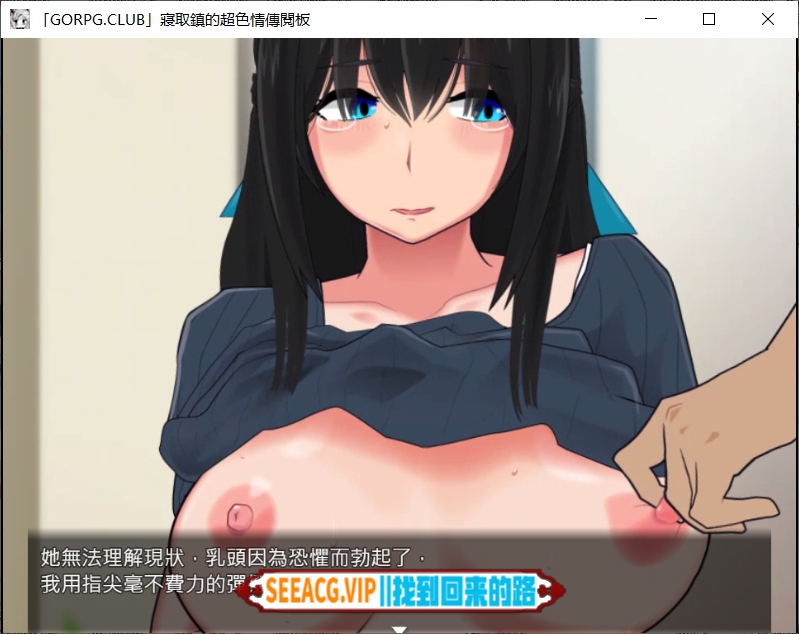 「GORPG.CLUB」寢取鎮的超色情傳閱板
她無法理解現狀，乳頭因為恐懼而勃起了，
我用指尖毫不費力的彈
SEEACG.VIP||找到回来的路